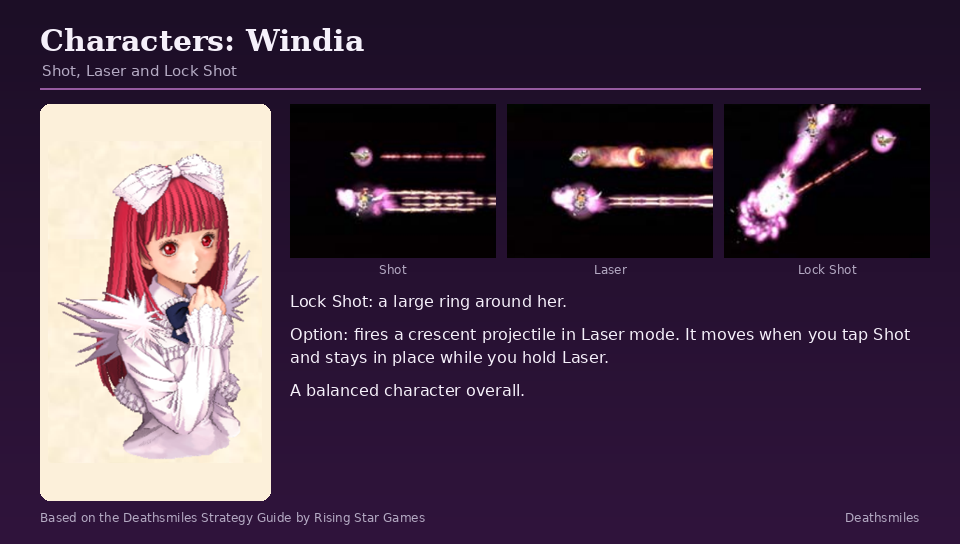 Characters: Windia
Shot, Laser and Lock Shot
Shot
Laser
Lock Shot
Lock Shot: a large ring around her.
Option: fires a crescent projectile in Laser mode. It moves when you tap Shot
and stays in place while you hold Laser.
A balanced character overall.
Based on the Deathsmiles Strategy Guide by Rising Star Games
Deathsmiles